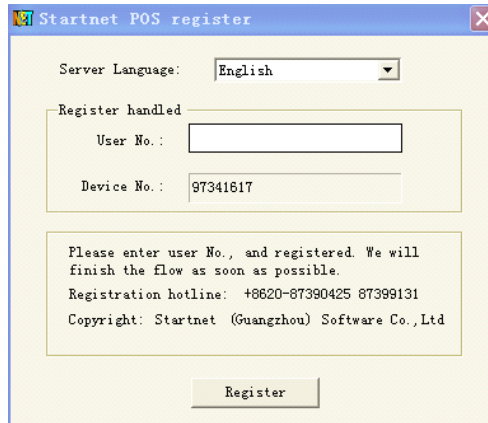 Startnet POS register
Server Language: English
Register handled
User No.:
Device No.: 97341617
Please enter user No., and registered. We will
finish the flow as soon as possible.
Registration hotline: +8620-87390425 87399131
Copyright: Startnet (Guangzhou) Software Co.,Ltd
Register